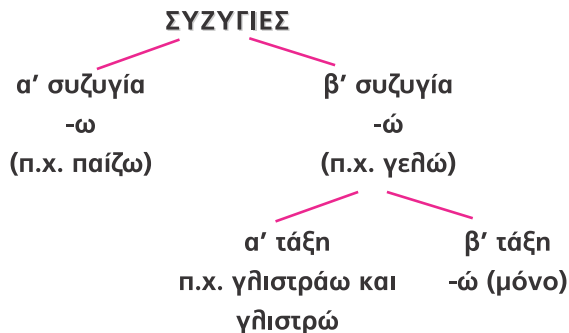 ΣΥΖΥΓΙΕΣ
α’ συζυγία
-ω
(π.χ. παίζω)
β’ συζυγία
-ώ
(π.χ. γελώ)
α’ τάξη
π.χ. γλιστράω και
γλιστρώ
β’ τάξη
-ώ (μόνο)